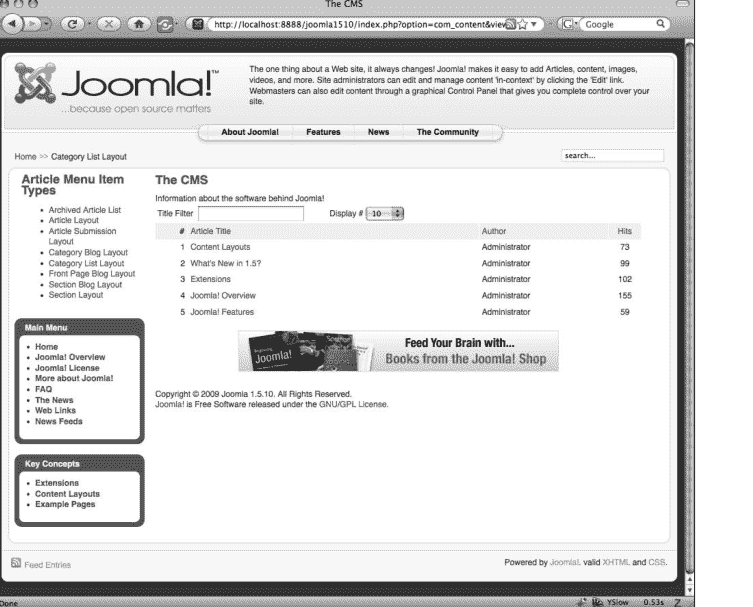 The CMS
http://localhost:8888/joomla1510/index.php?option=com_content&view
Google
Joomla!™
...because open source matters
The one thing about a Web site, it always changes! Joomla! makes it easy to add Articles, content, images,
videos, and more. Site administrators can edit and manage content 'in-context' by clicking the 'Edit' link.
Webmasters can also edit content through a graphical Control Panel that gives you complete control over your
site.
About Joomla! Features News The Community
Home >> Category List Layout
search...
Article Menu Item
Types
Archived Article List
Article Layout
Article Submission
Layout
Category Blog Layout
Category List Layout
Front Page Blog Layout
Section Blog Layout
Section Layout
Main Menu
Home
Joomla! Overview
Joomla! License
More about Joomla!
FAQ
The News
Web Links
News Feeds
Key Concepts
Extensions
Content Layouts
Example Pages
The CMS
Information about the software behind Joomla!
Title Filter Display # 10
# Article Title Author Hits
1 Content Layouts Administrator 73
2 What's New in 1.5? Administrator 99
3 Extensions Administrator 102
4 Joomla! Overview Administrator 155
5 Joomla! Features Administrator 59
Joomla!
Feed Your Brain with...
Books from the Joomla! Shop
Copyright © 2009 Joomla 1.5.10. All Rights Reserved.
Joomla! is Free Software released under the GNU/GPL License.
Feed Entries
Powered by Joomla!. valid XHTML and CSS.
Done
YSlow 0.53s